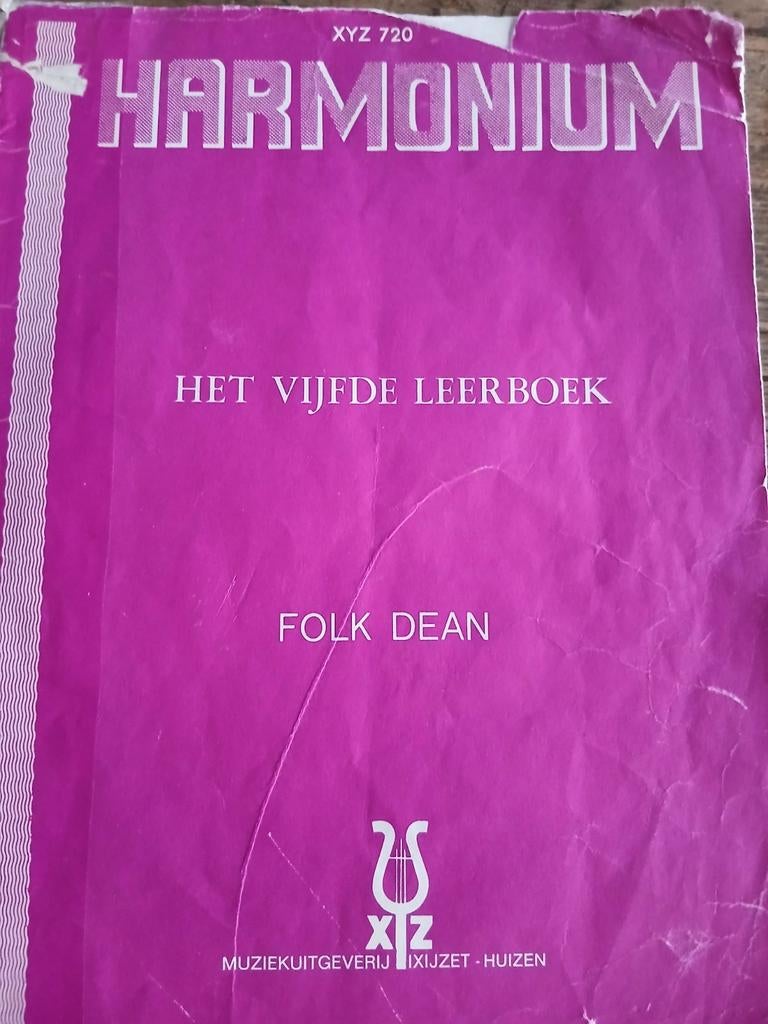 XYZ 720
HARMONIUM
HET VIJFDE LEERBOEK
FOLK DEAN
XYZ
MUZIEKUITGEVERIJ IXIJZET - HUIZEN